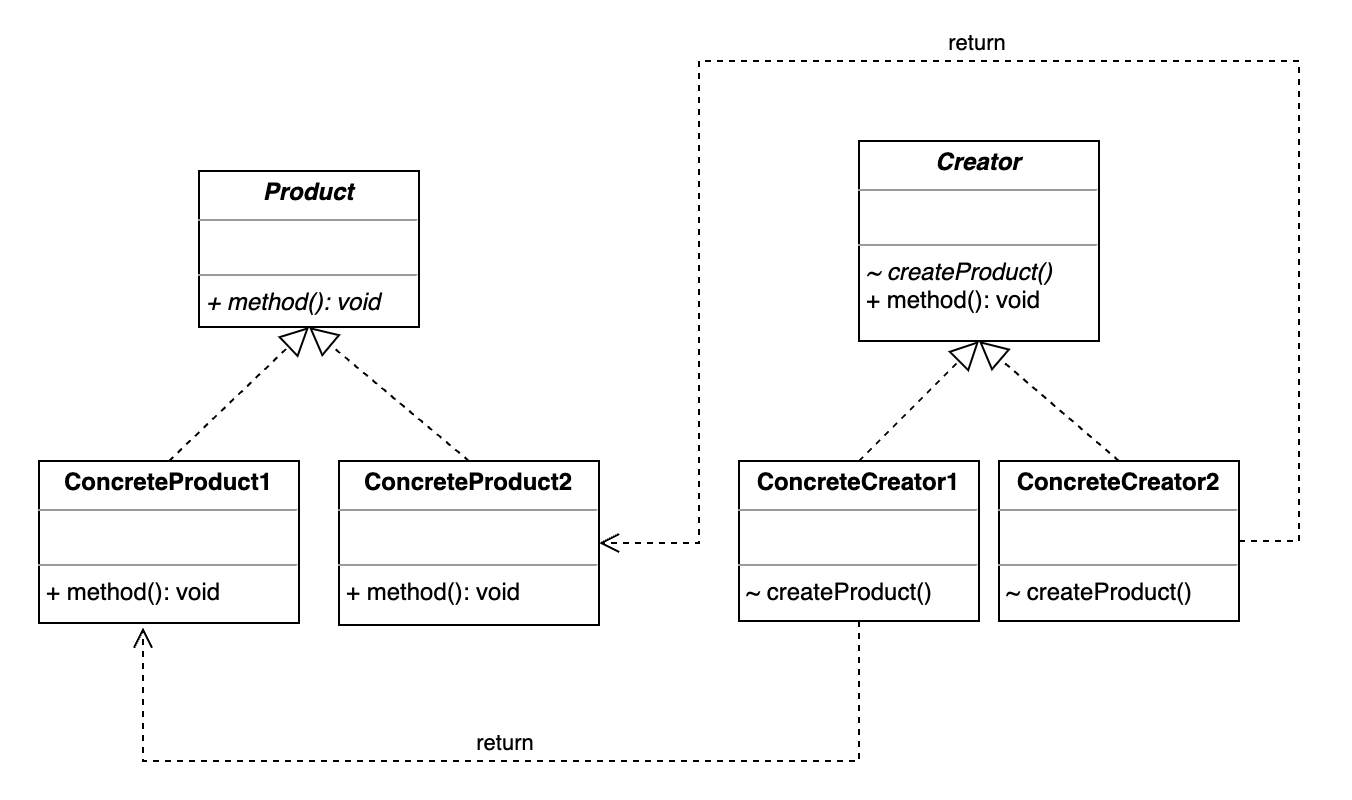 return
Creator
~ createProduct()
+ method(): void
Product
+ method(): void
ConcreteProduct1
+ method(): void
ConcreteProduct2
+ method(): void
ConcreteCreator1
~ createProduct()
ConcreteCreator2
~ createProduct()
return